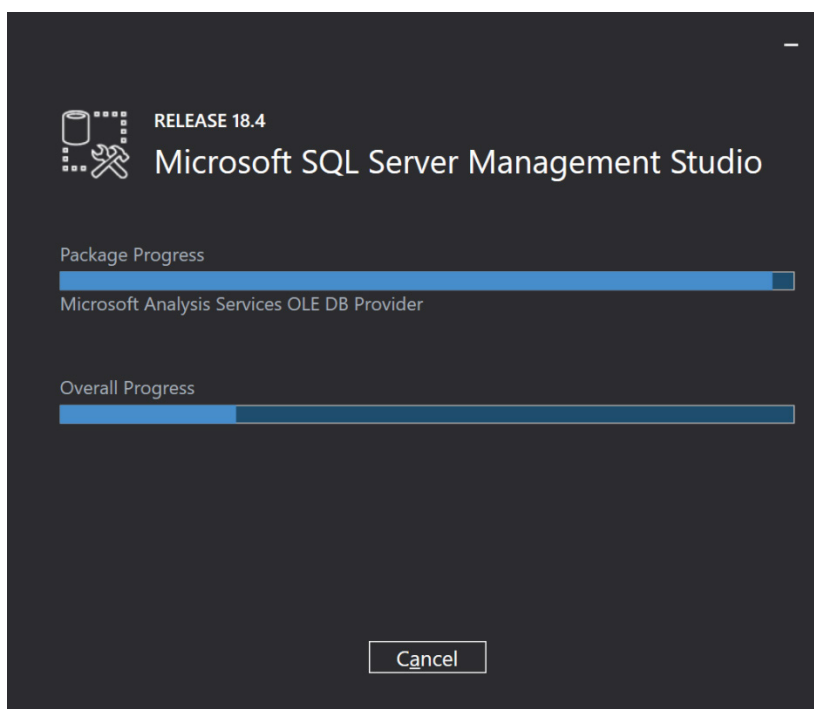 RELEASE 18.4
Microsoft SQL Server Management Studio
Package Progress
Microsoft Analysis Services OLE DB Provider
Overall Progress
Cancel